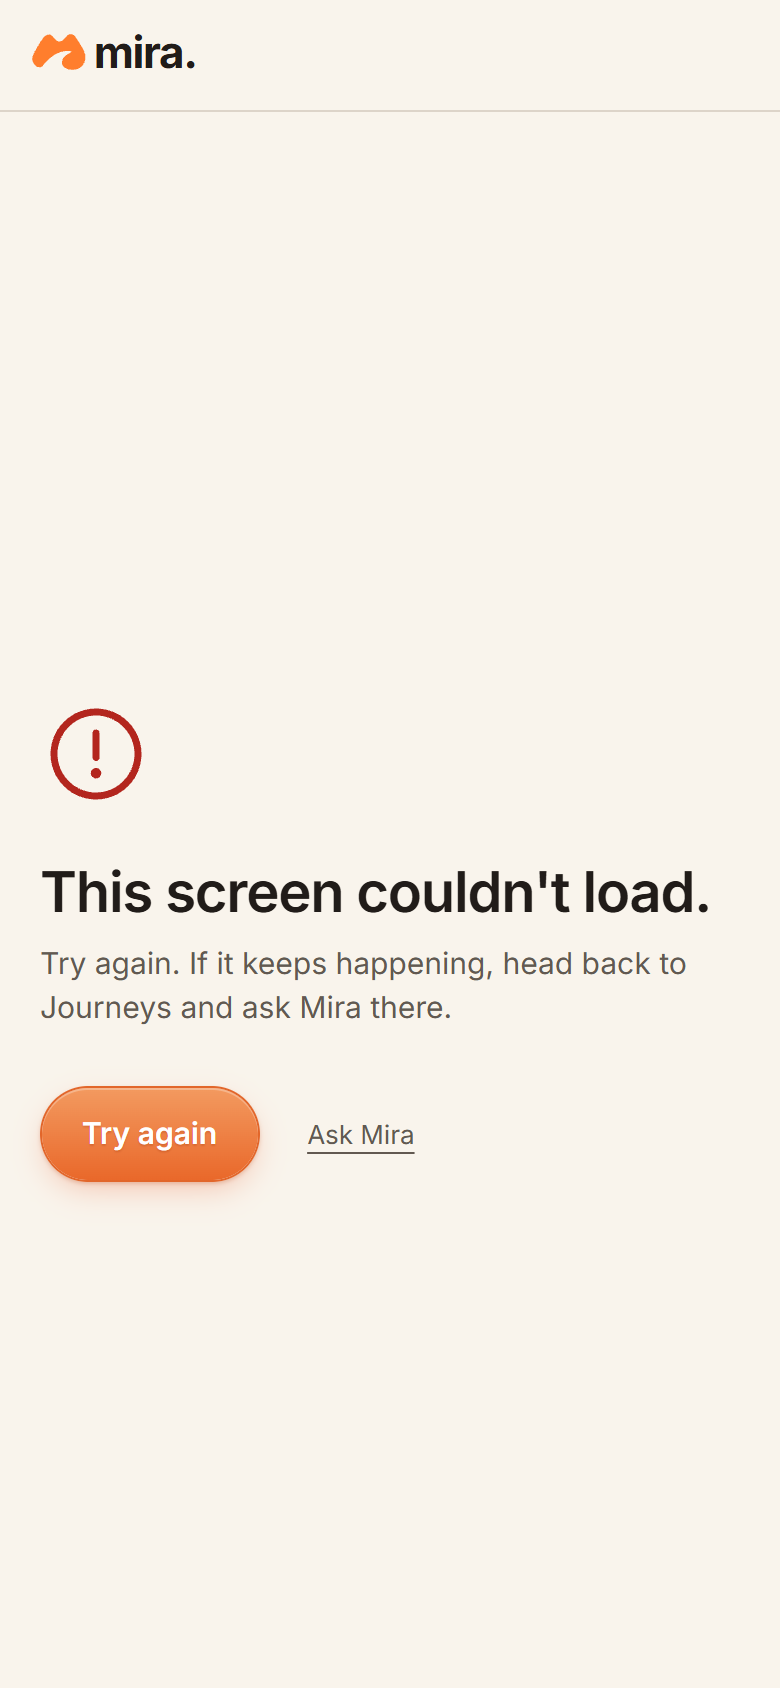 mira.
This screen couldn't load.
Try again. If it keeps happening, head back to
Journeys and ask Mira there.
Try again
Ask Mira